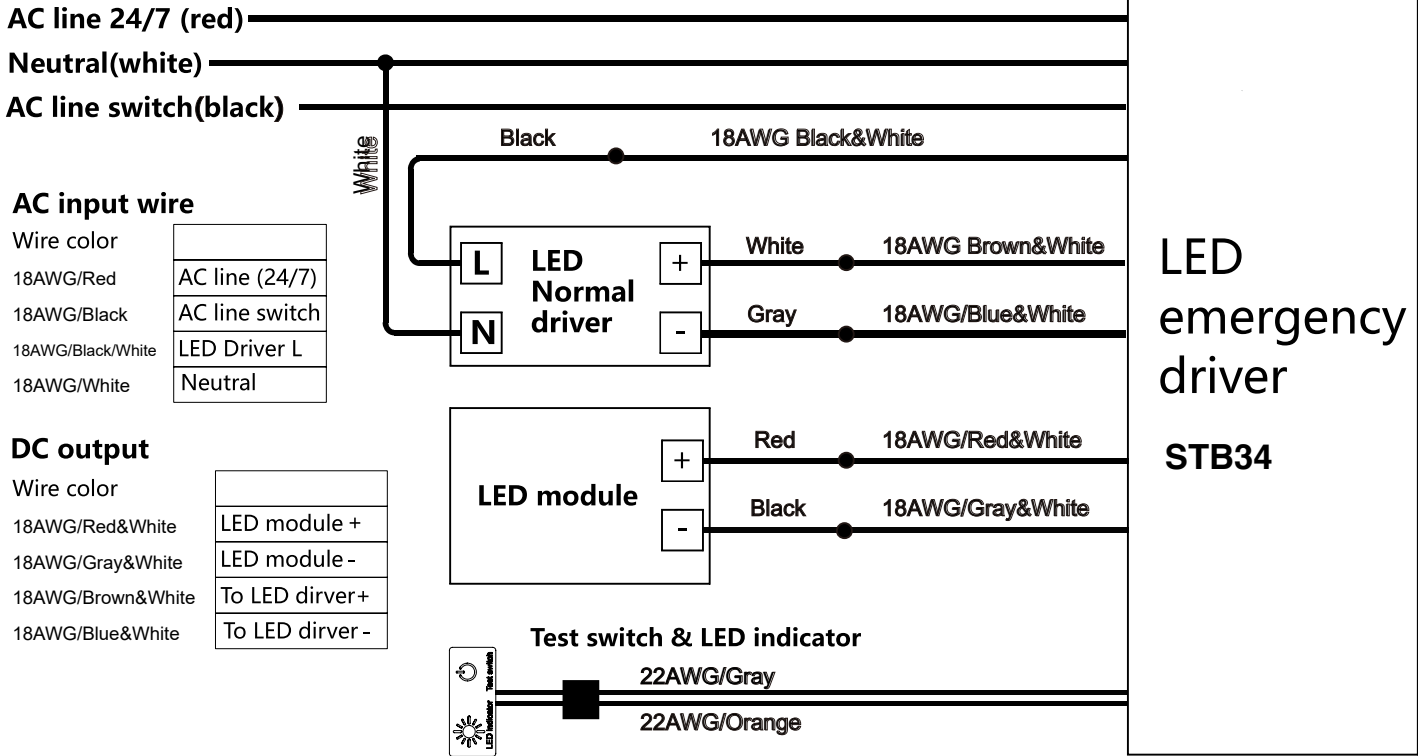 AC line 24/7 (red)
Neutral(white)
AC line switch(black)
White
Black
18AWG Black&White
AC input wire
Wire color
18AWG/Red
AC line (24/7)
18AWG/Black
AC line switch
18AWG/Black/White
LED Driver L
18AWG/White
Neutral
L
N
LED
Normal
driver
+
-
White
18AWG Brown&White
Gray
18AWG/Blue&White
LED
emergency
driver
STB34
DC output
Wire color
18AWG/Red&White
LED module +
18AWG/Gray&White
LED module -
18AWG/Brown&White
To LED dirver+
18AWG/Blue&White
To LED dirver -
LED module
+
-
Red
18AWG/Red&White
Black
18AWG/Gray&White
Test switch & LED indicator
Test switch
LED indicator
22AWG/Gray
22AWG/Orange